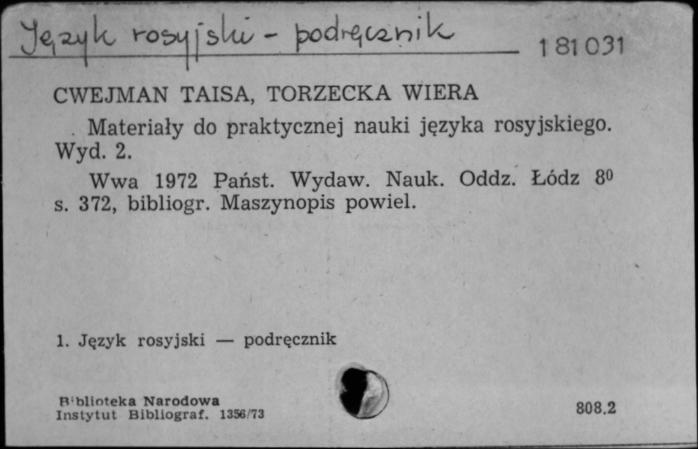 Język rosyjski - podręcznik
181031
CWEJMAN TAISA, TORZECKA WIERA
Materiały do praktycznej nauki języka rosyjskiego.
Wyd. 2.
Wwa 1972 Państ. Wydaw. Nauk. Oddz. Łódź 8⁰
s. 372, bibliogr. Maszynopis powiel.
1. Język rosyjski — podręcznik
Biblioteka Narodowa
Instytut Bibliograf. 1356/73
808.2